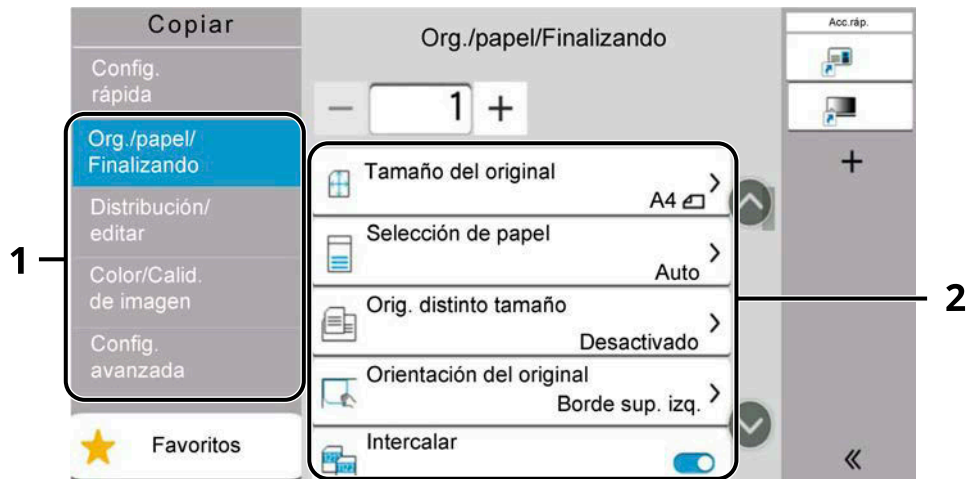 Copiar
Config.
rápida
Org./papel/
Finalizando
Distribución/
editar
Color/Calid.
de imagen
Config.
avanzada
Favoritos
1
Org./papel/Finalizando
1
Tamaño del original
A4
Selección de papel
Auto
Orig. distinto tamaño
Desactivado
Orientación del original
Borde sup. izq.
Intercalar
123
123
2
Acc.ráp.